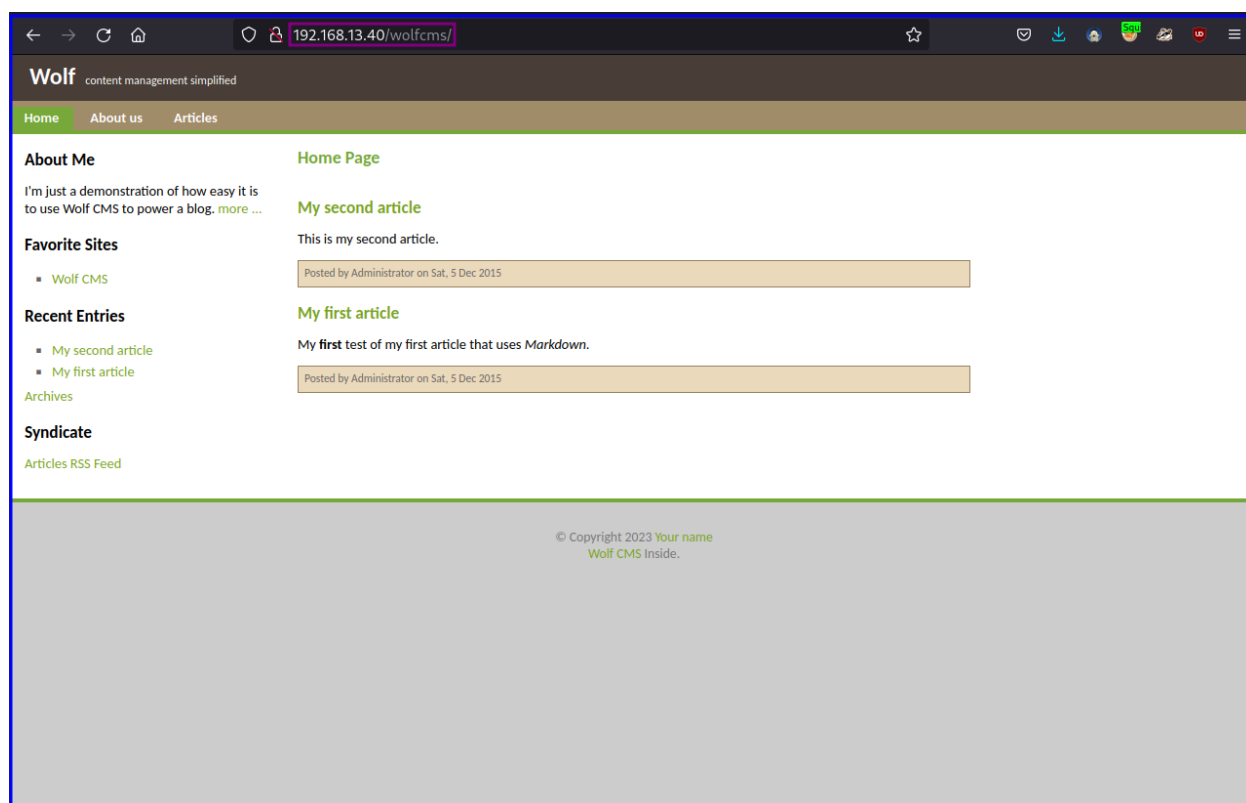 192.168.13.40/wolfcms/
Squ
Wolf content management simplified
Home About us Articles
About Me
I'm just a demonstration of how easy it is
to use Wolf CMS to power a blog. more ...
Favorite Sites
Wolf CMS
Recent Entries
My second article
My first article
Archives
Syndicate
Articles RSS Feed
Home Page
My second article
This is my second article.
Posted by Administrator on Sat, 5 Dec 2015
My first article
My first test of my first article that uses Markdown.
Posted by Administrator on Sat, 5 Dec 2015
© Copyright 2023 Your name
Wolf CMS Inside.